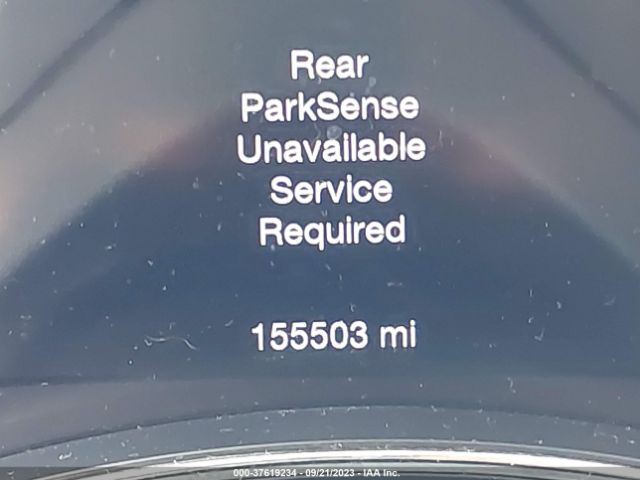 Rear
ParkSense
Unavailable
Service
Required
155503 mi
000-37619234 - 09/21/2023 - IAA Inc.